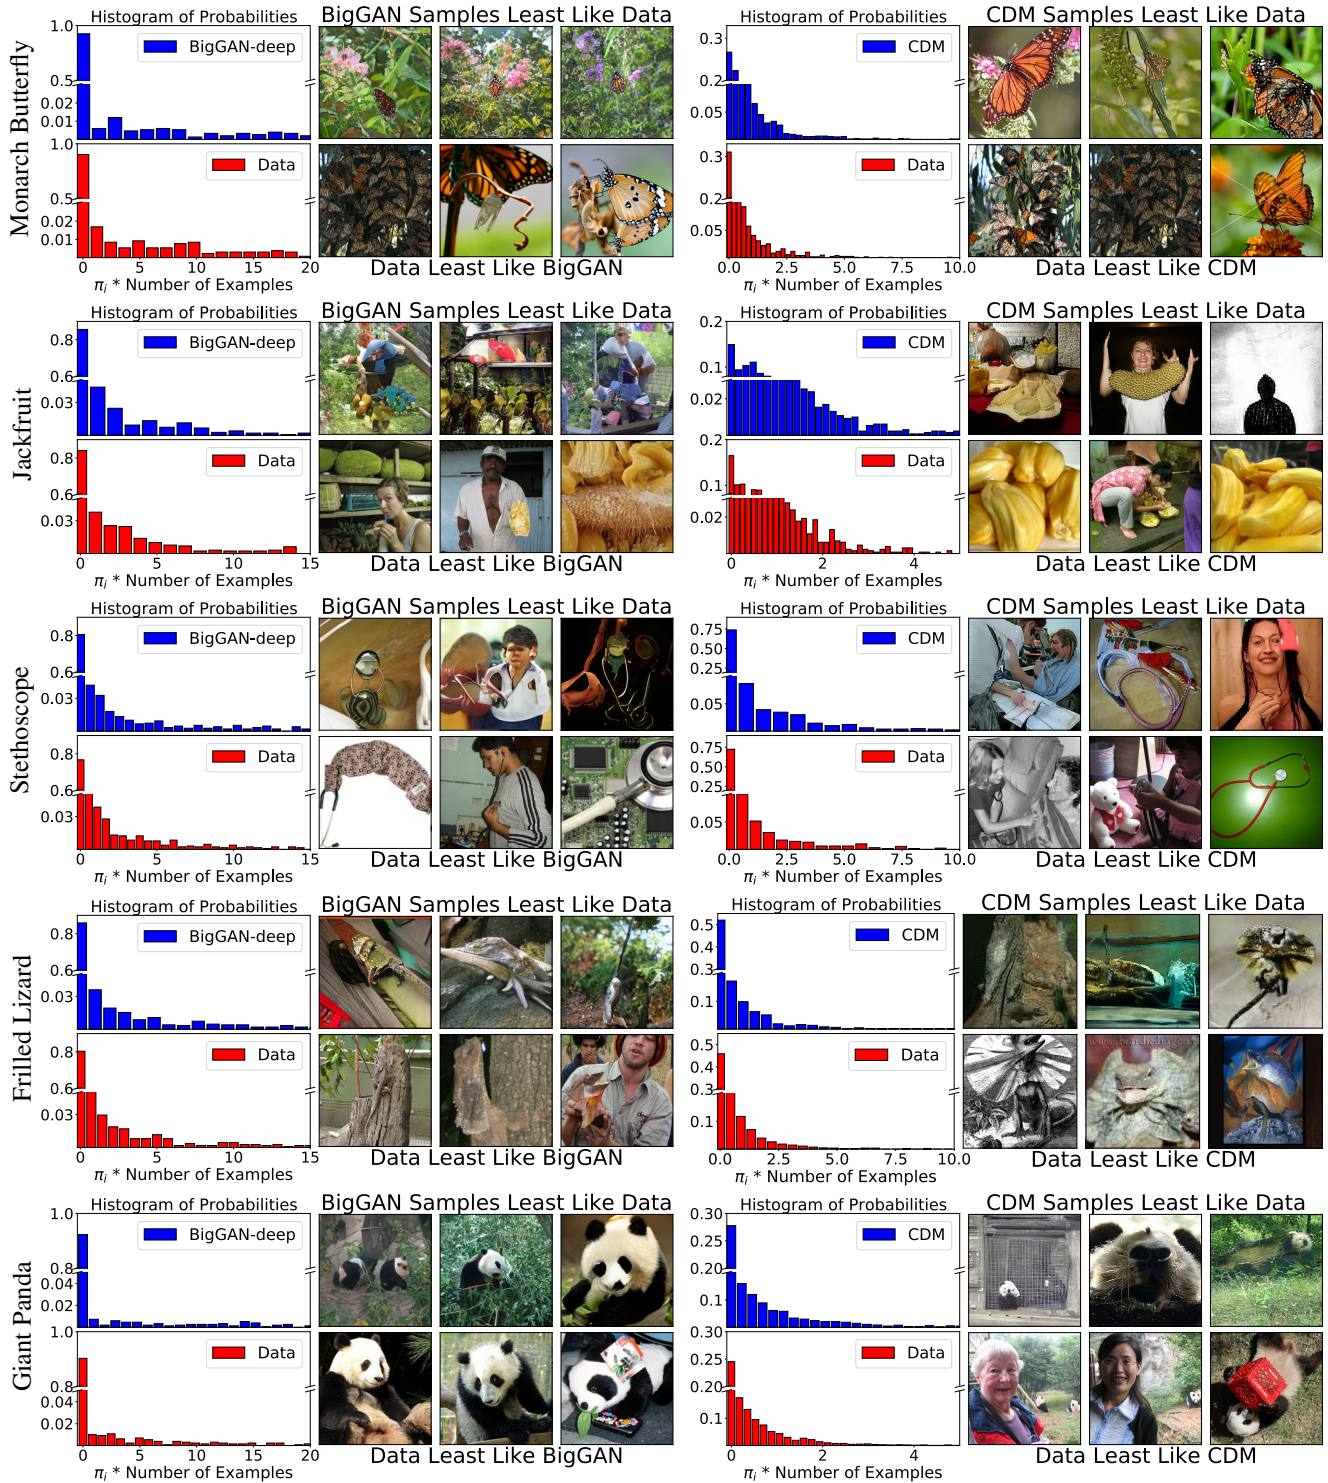 Monarch Butterfly
Histogram of Probabilities
BigGAN Samples Least Like Data
Histogram of Probabilities
CDM Samples Least Like Data
1.0
0.5
0.02
0.01
BigGAN-deep
0.3
0.2
0.05
CDM
1.0
0.5
0.02
0.01
Data
0.3
0.2
0.05
Data
ZOONAR
0 5 10 15 20
Data Least Like BigGAN
0.0 2.5 5.0 7.5 10.0
Data Least Like CDM
π_i * Number of Examples
π_i * Number of Examples
Jackfruit
Histogram of Probabilities
BigGAN Samples Least Like Data
Histogram of Probabilities
CDM Samples Least Like Data
0.8
0.6
0.03
BigGAN-deep
0.2
0.1
0.02
CDM
0.8
0.6
0.03
Data
0.2
0.1
0.02
Data
0 5 10 15
Data Least Like BigGAN
0 2 4
Data Least Like CDM
π_i * Number of Examples
π_i * Number of Examples
Stethoscope
Histogram of Probabilities
BigGAN Samples Least Like Data
Histogram of Probabilities
CDM Samples Least Like Data
0.8
0.6
0.03
BigGAN-deep
0.75
0.50
0.25
0.05
CDM
0.8
0.6
0.03
Data
0.75
0.50
0.25
0.05
Data
0 5 10 15
Data Least Like BigGAN
0.0 2.5 5.0 7.5 10.0
Data Least Like CDM
π_i * Number of Examples
π_i * Number of Examples
Frilled Lizard
Histogram of Probabilities
BigGAN Samples Least Like Data
Histogram of Probabilities
CDM Samples Least Like Data
0.8
0.6
0.03
BigGAN-deep
0.5
0.4
0.3
0.1
CDM
0.8
0.6
0.03
Data
0.5
0.4
0.3
0.1
Data
0 5 10 15
Data Least Like BigGAN
0.0 2.5 5.0 7.5 10.0
Data Least Like CDM
π_i * Number of Examples
π_i * Number of Examples
Giant Panda
Histogram of Probabilities
BigGAN Samples Least Like Data
Histogram of Probabilities
CDM Samples Least Like Data
1.0
0.8
0.04
0.02
BigGAN-deep
0.30
0.25
0.20
0.1
CDM
1.0
0.8
0.04
0.02
Data
0.30
0.25
0.20
0.1
Data
0 10 20
Data Least Like BigGAN
0 2 4
Data Least Like CDM
π_i * Number of Examples
π_i * Number of Examples